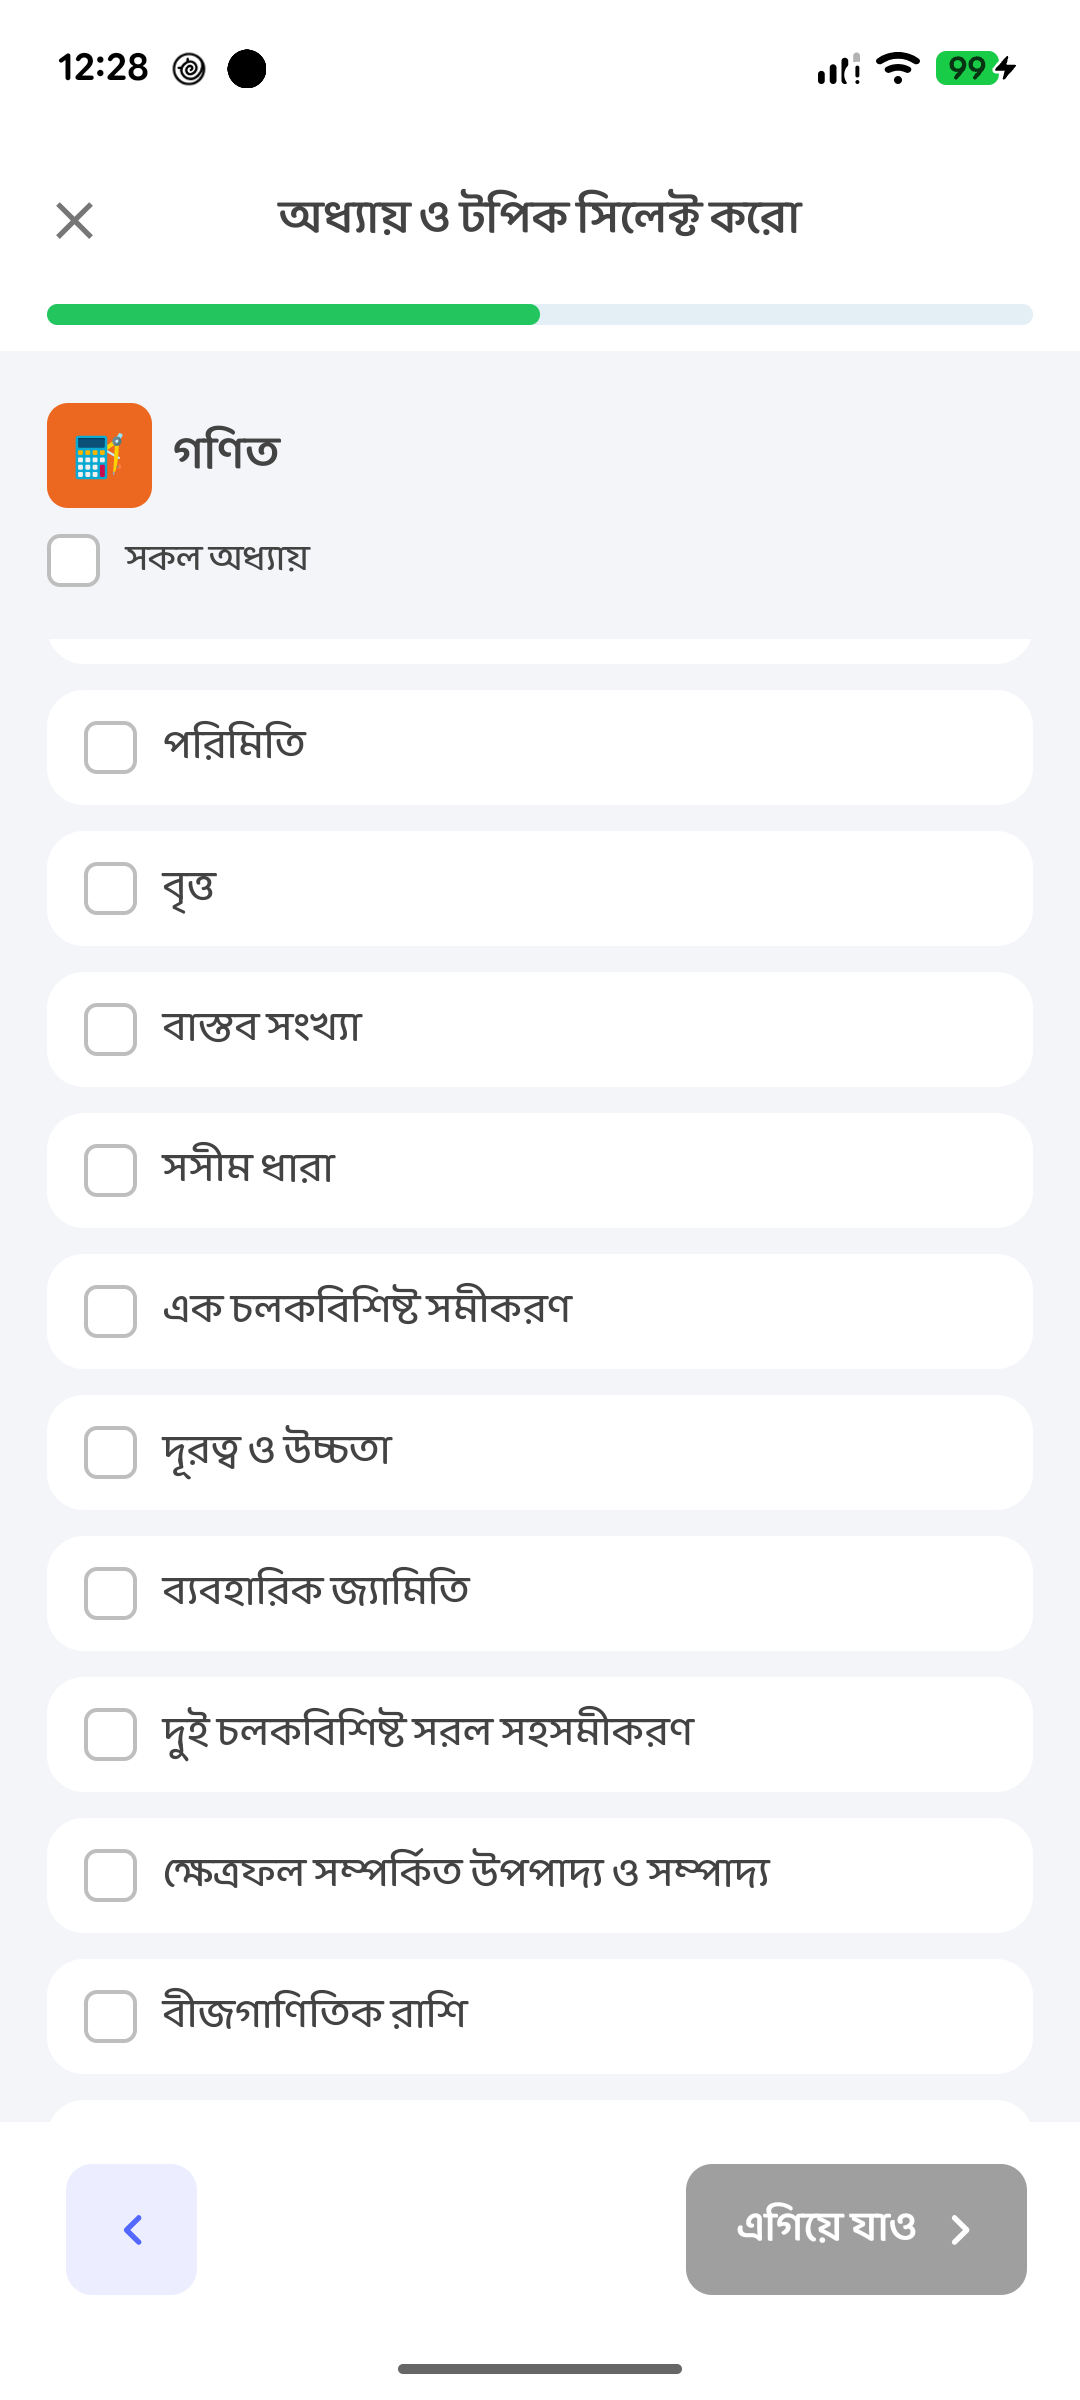 12:28
99
অধ্যায় ও টপিক সিলেক্ট করো
গণিত
সকল অধ্যায়
পরিমিতি
বৃত্ত
বাস্তব সংখ্যা
সসীম ধারা
এক চলকবিশিষ্ট সমীকরণ
দূরত্ব ও উচ্চতা
ব্যবহারিক জ্যামিতি
দুই চলকবিশিষ্ট সরল সহসমীকরণ
ক্ষেত্রফল সম্পর্কিত উপপাদ্য ও সম্পাদ্য
বীজগাণিতিক রাশি
এগিয়ে যাও